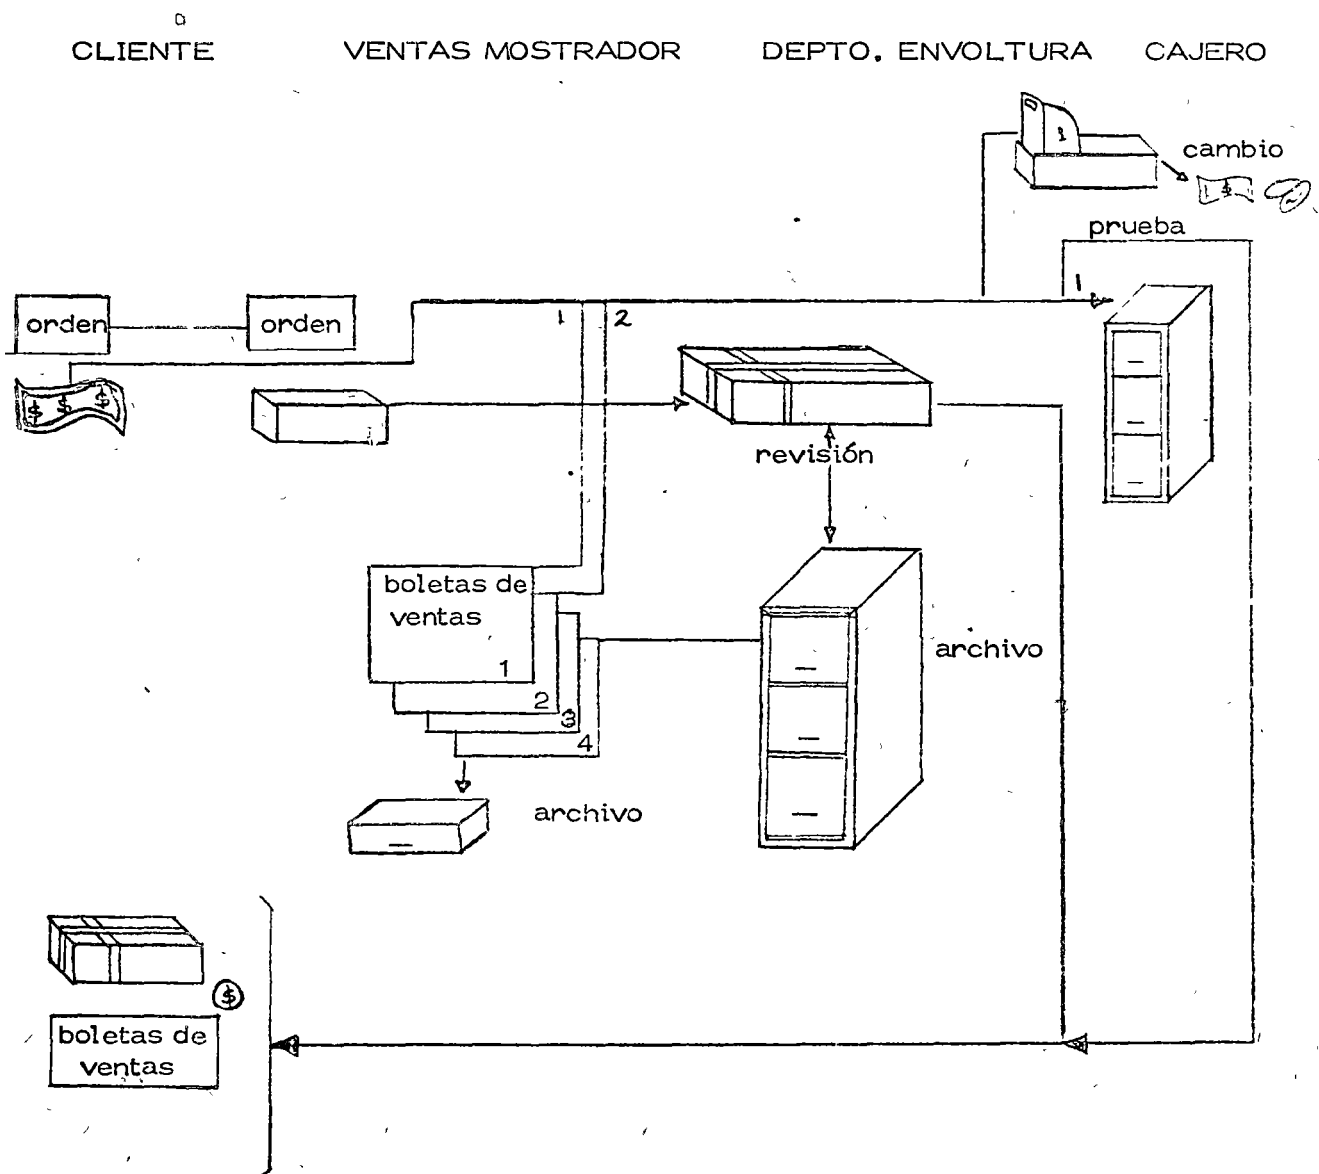 CLIENTE VENTAS MOSTRADOR DEPTO. ENVOLTURA CAJERO
1
cambio
$
prueba
1
orden
orden
1 2
$ $ $
revisión
boletas de
ventas
1
2
3
4
archivo
archivo
$
boletas de
ventas